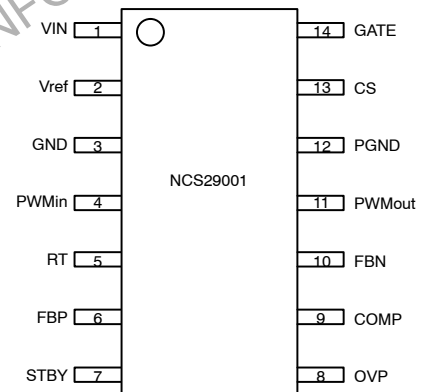 VIN 1 14 GATE
Vref 2 13 CS
GND 3 12 PGND
NCS29001
PWMin 4 11 PWMout
RT 5 10 FBN
FBP 6 9 COMP
STBY 7 8 OVP